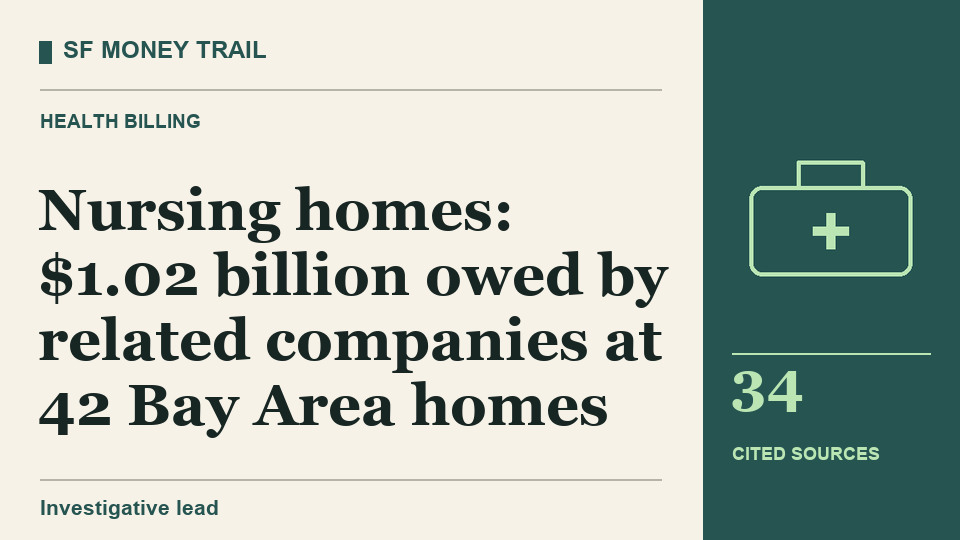 SF MONEY TRAIL
HEALTH BILLING
Nursing homes:
$1.02 billion owed by
related companies at
42 Bay Area homes
Investigative lead
34
CITED SOURCES